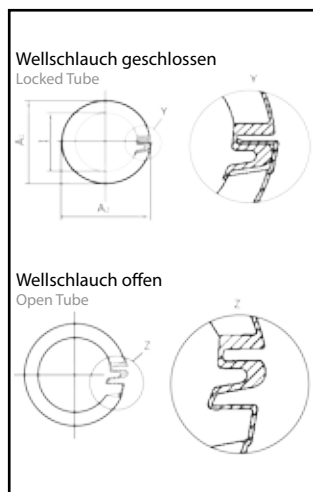 Wellschlauch geschlossen
Locked Tube
Y
Y
I
Wellschlauch offen
Open Tube
Z
Z